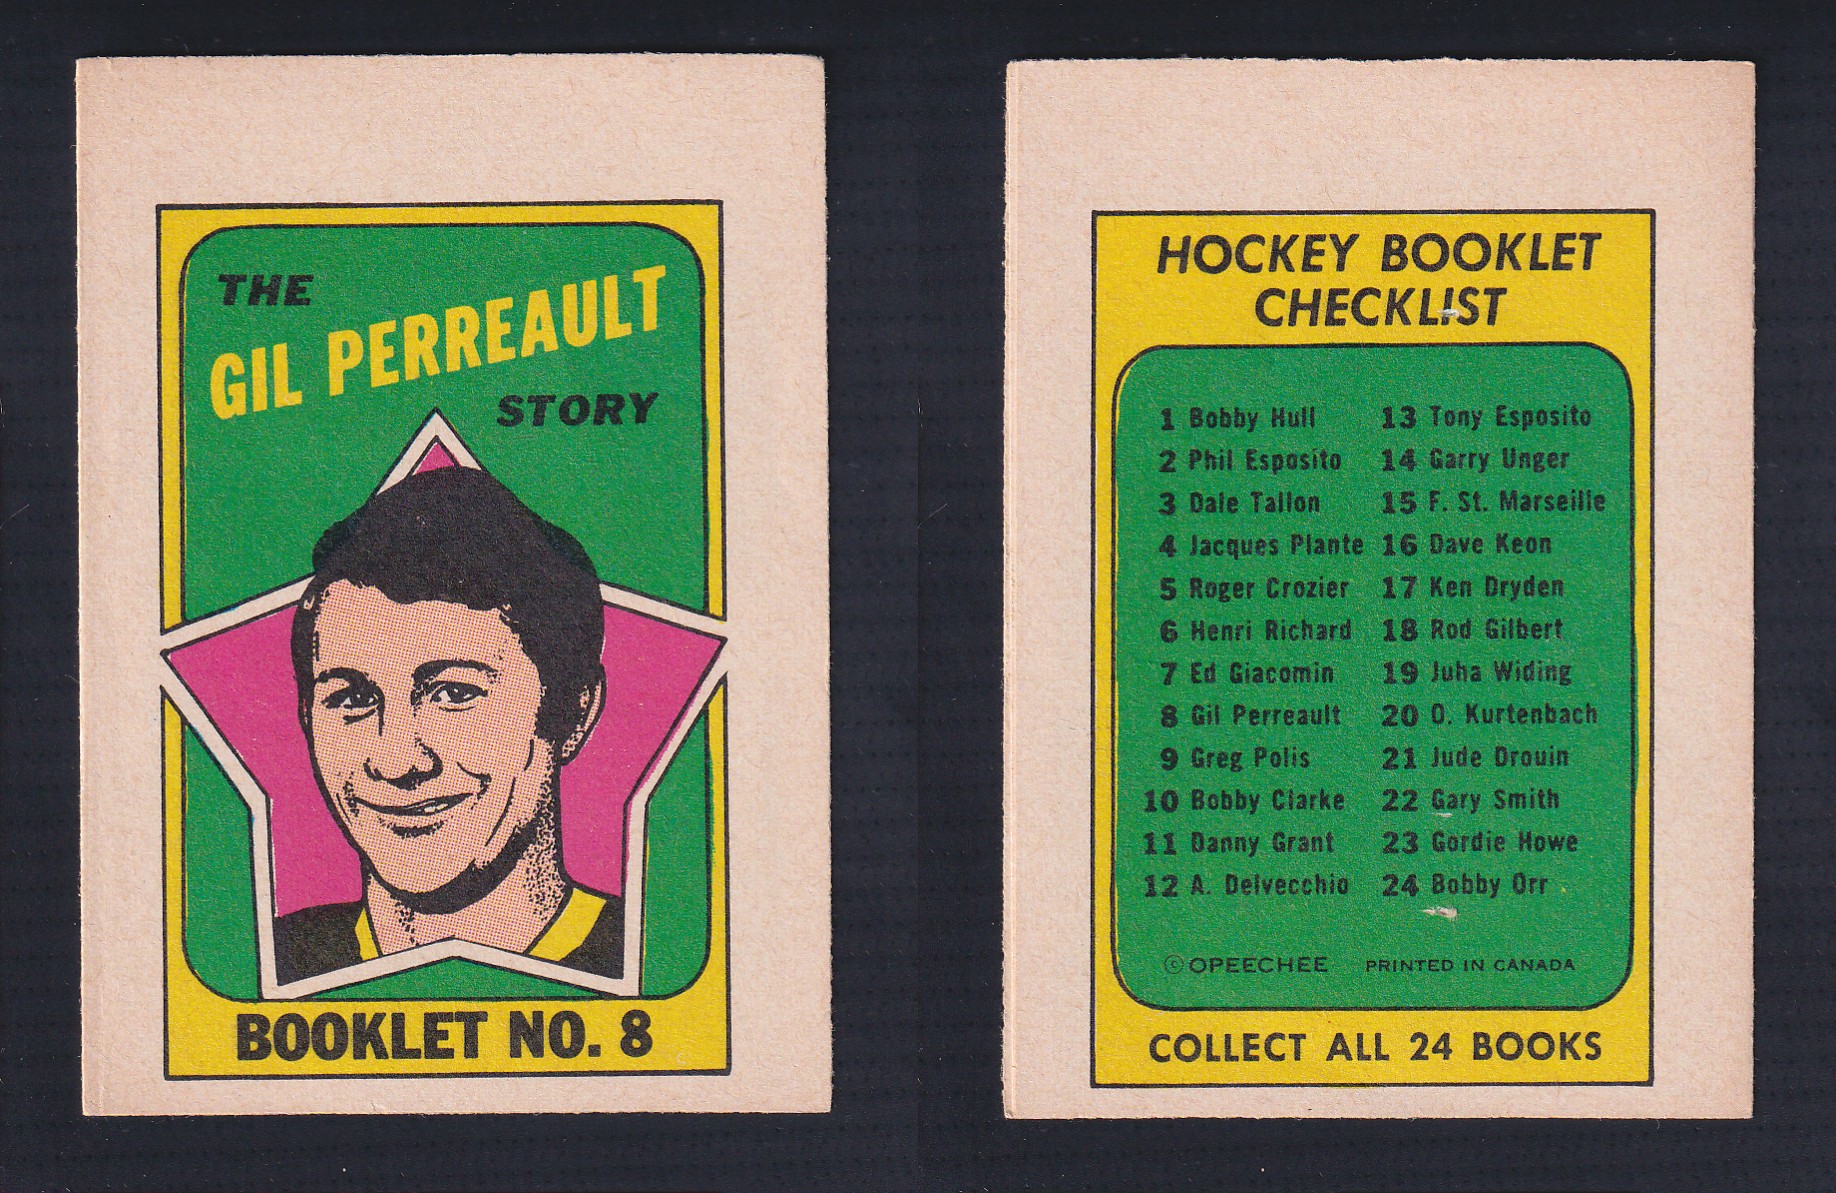 THE
GIL PERREAULT
STORY
BOOKLET NO. 8
HOCKEY BOOKLET
CHECKLIST
1 Bobby Hull 13 Tony Esposito
2 Phil Esposito 14 Garry Unger
3 Dale Tallon 15 F. St. Marseille
4 Jacques Plante 16 Dave Keon
5 Roger Crozier 17 Ken Dryden
6 Henri Richard 18 Rod Gilbert
7 Ed Giacomin 19 Juha Widing
8 Gil Perreault 20 O. Kurtenbach
9 Greg Polis 21 Jude Drouin
10 Bobby Clarke 22 Gary Smith
11 Danny Grant 23 Gordie Howe
12 A. Delvecchio 24 Bobby Orr
© OPEECHEE PRINTED IN CANADA
COLLECT ALL 24 BOOKS